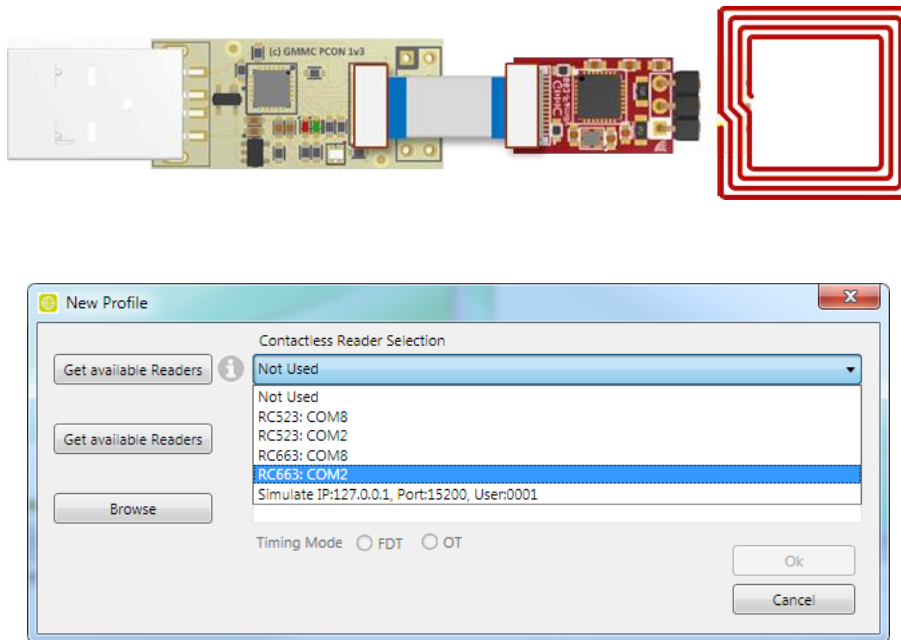 (c) GMMC PCON 1v3
New Profile
Contactless Reader Selection
Get available Readers
Not Used
Not Used
RC523: COM8
RC523: COM2
Get available Readers
RC663: COM8
RC663: COM2
Simulate IP:127.0.0.1, Port:15200, User:0001
Browse
Timing Mode FDT OT
Ok
Cancel